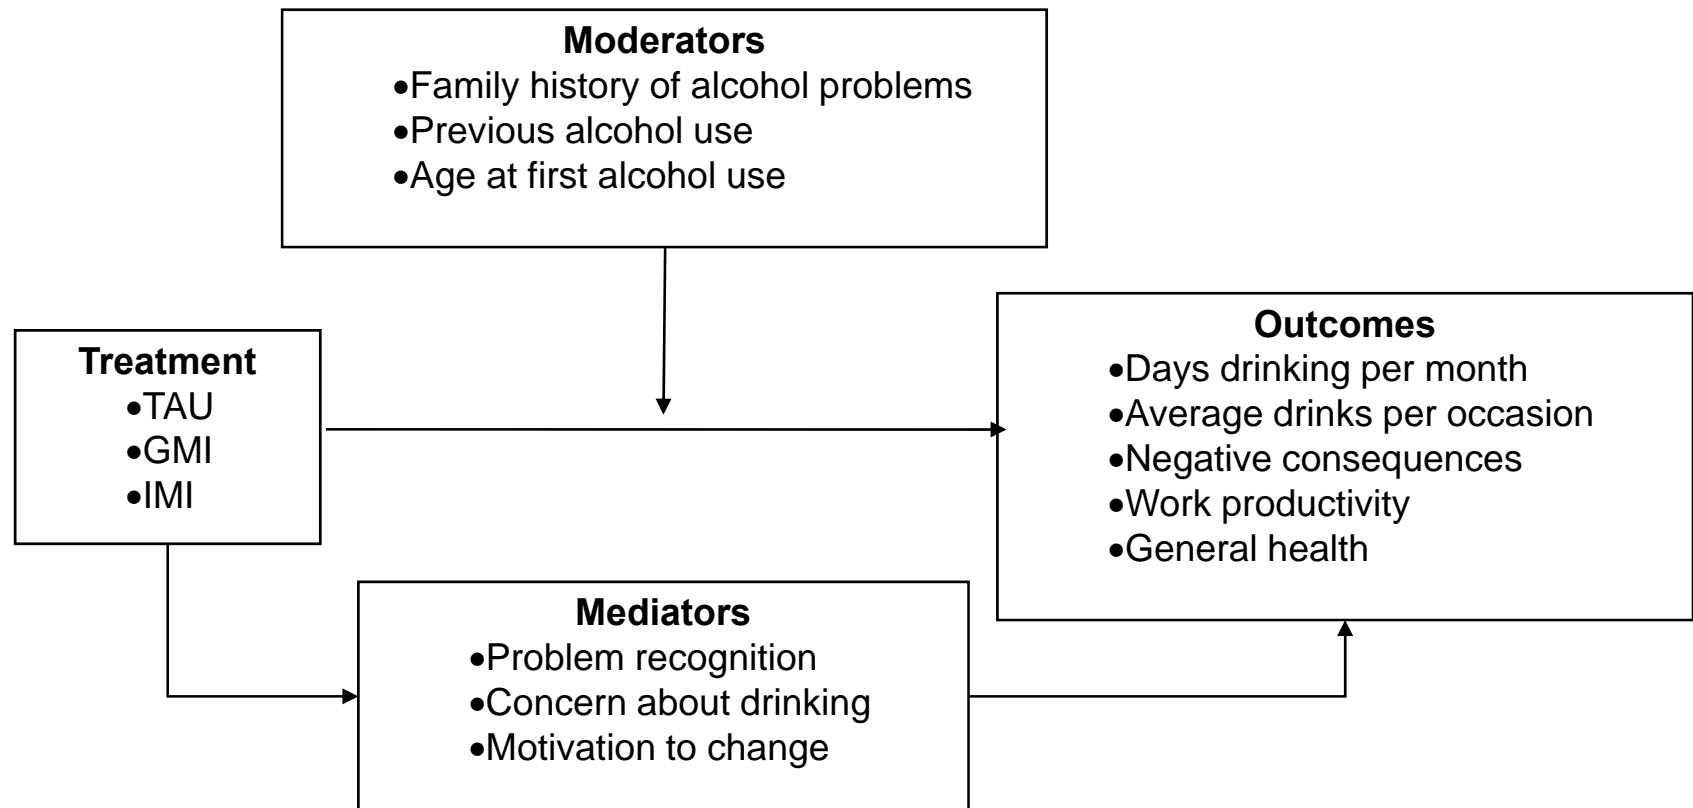 Moderators
•Family history of alcohol problems
•Previous alcohol use
•Age at first alcohol use
Treatment
•TAU
•GMI
•IMI
Outcomes
•Days drinking per month
•Average drinks per occasion
•Negative consequences
•Work productivity
•General health
Mediators
•Problem recognition
•Concern about drinking
•Motivation to change